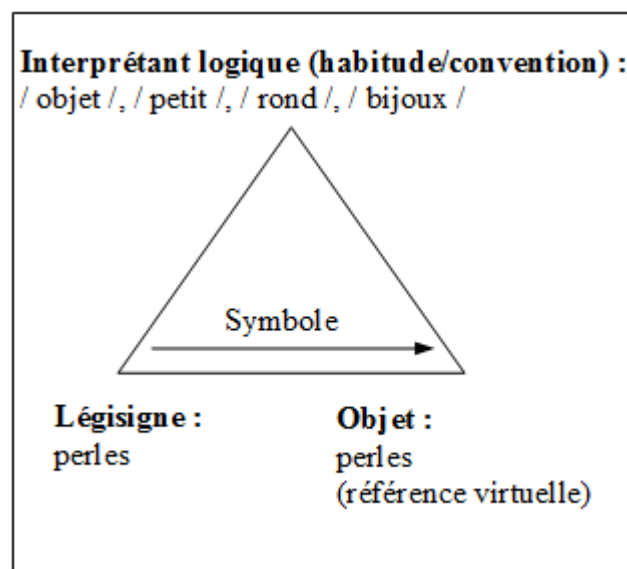 Interprétant logique (habitude/convention) :
/ objet /, / petit /, / rond /, / bijoux /
Symbole
Légisigne :
perles
Objet :
perles
(référence virtuelle)